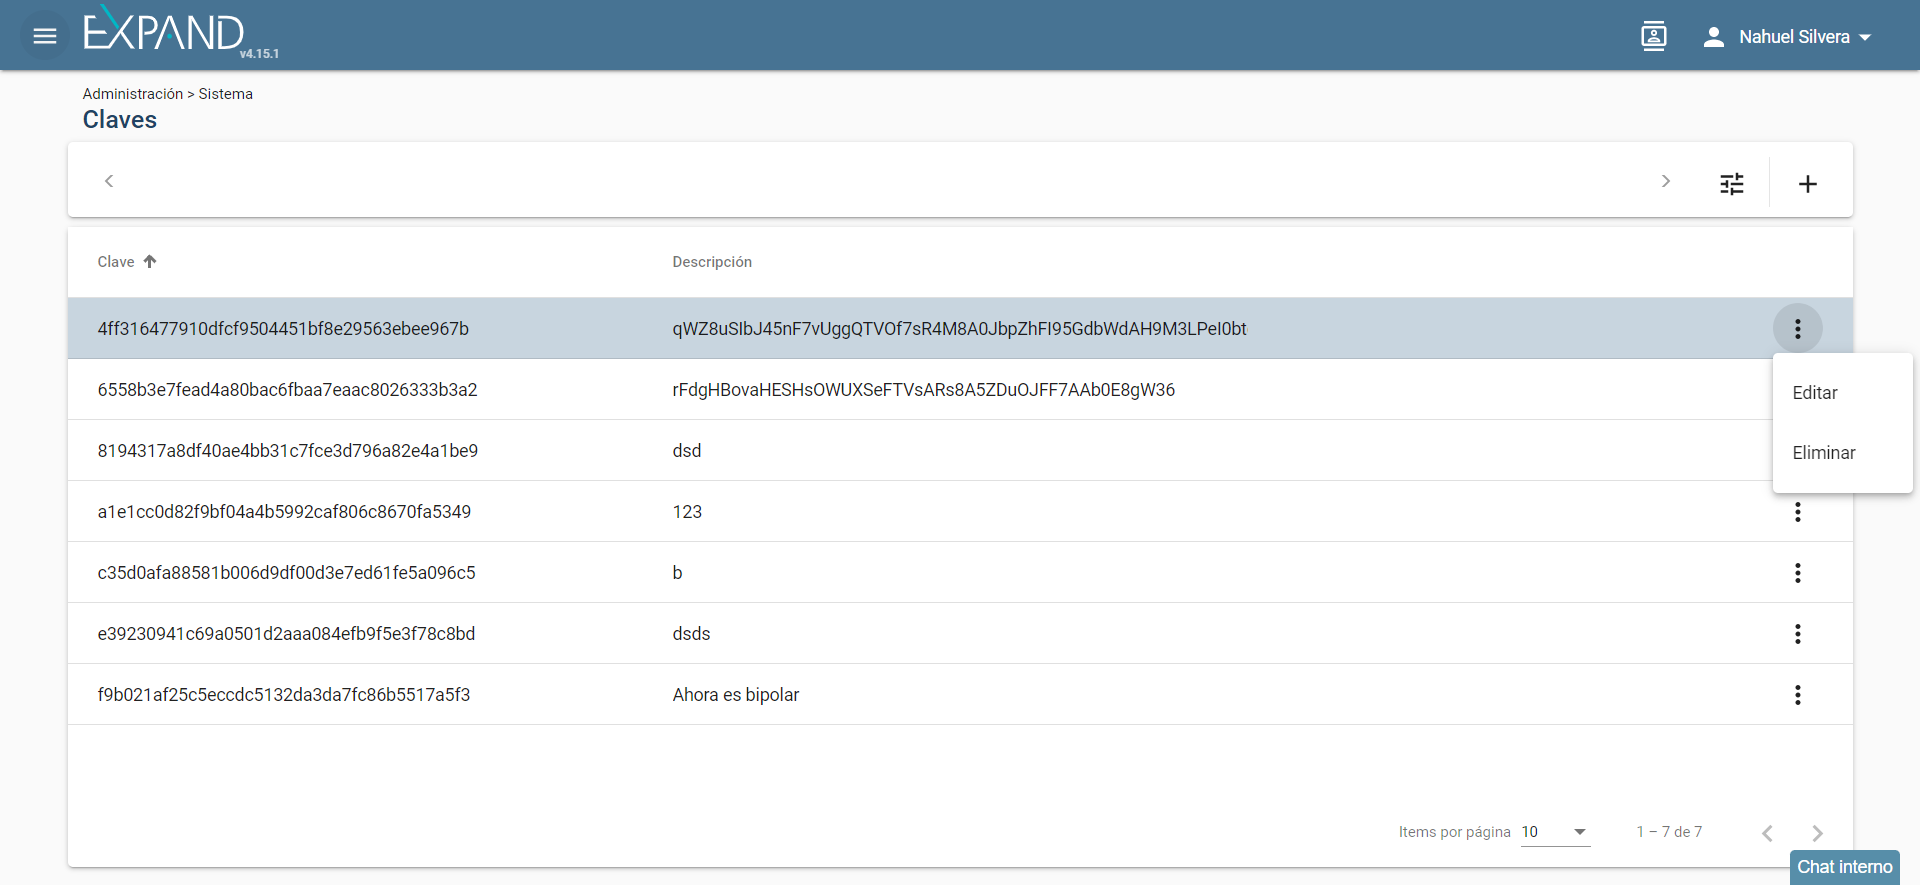 EXPAND
v4.15.1
Nahuel Silvera
Administración > Sistema
Claves
Clave
Descripción
4ff316477910dfcf9504451bf8e29563ebee967b
qWZ8uSIbJ45nF7vUggQTVOf7sR4M8A0JbpZhFI95GdbWdAH9M3LPeI0bt
6558b3e7fead4a80bac6fbaa7eaac8026333b3a2
rFdgHBovaHESHsOWUXSeFTVsARs8A5ZDuOJFF7AAb0E8gW36
Editar
8194317a8df40ae4bb31c7fce3d796a82e4a1be9
dsd
Eliminar
a1e1cc0d82f9bf04a4b5992caf806c8670fa5349
123
c35d0afa88581b006d9df00d3e7ed61fe5a096c5
b
e39230941c69a0501d2aaa084efb9f5e3f78c8bd
dsds
f9b021af25c5eccdc5132da3da7fc86b5517a5f3
Ahora es bipolar
Items por página
10
1 – 7 de 7
Chat interno